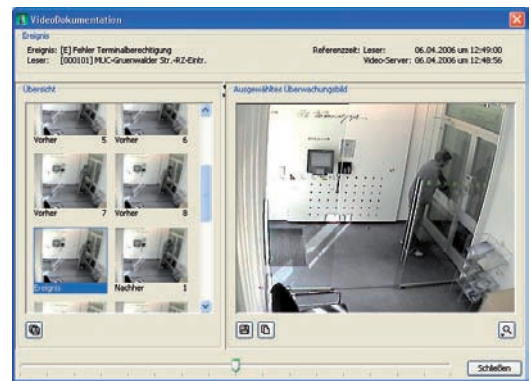 VideoDokumentation
Ereignis
Ereignis: [E] Fehler Terminalberechtigung
Leser: [000101] MUC-Gruenwalder Str.-RZ-Eintr.
Referenzzeit: Leser: 06.04.2006 um 12:49:00
Video-Server: 06.04.2006 um 12:48:56
Übersicht
Vorher 5 Vorher 6
Vorher 7 Vorher 8
Ereignis Nachher 1
Ausgewähltes Überwachungsbild
Schließen